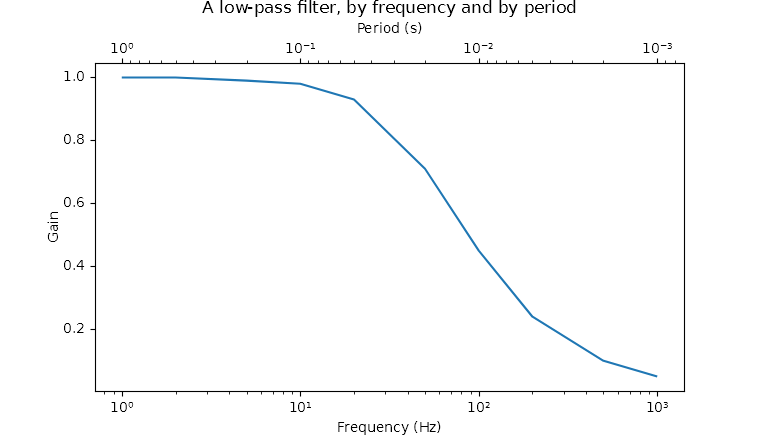 A low-pass filter, by frequency and by period
Period (s)
10⁰ 10⁻¹ 10⁻² 10⁻³
1.0
0.8
0.6
0.4
0.2
Gain
10⁰ 10¹ 10² 10³
Frequency (Hz)